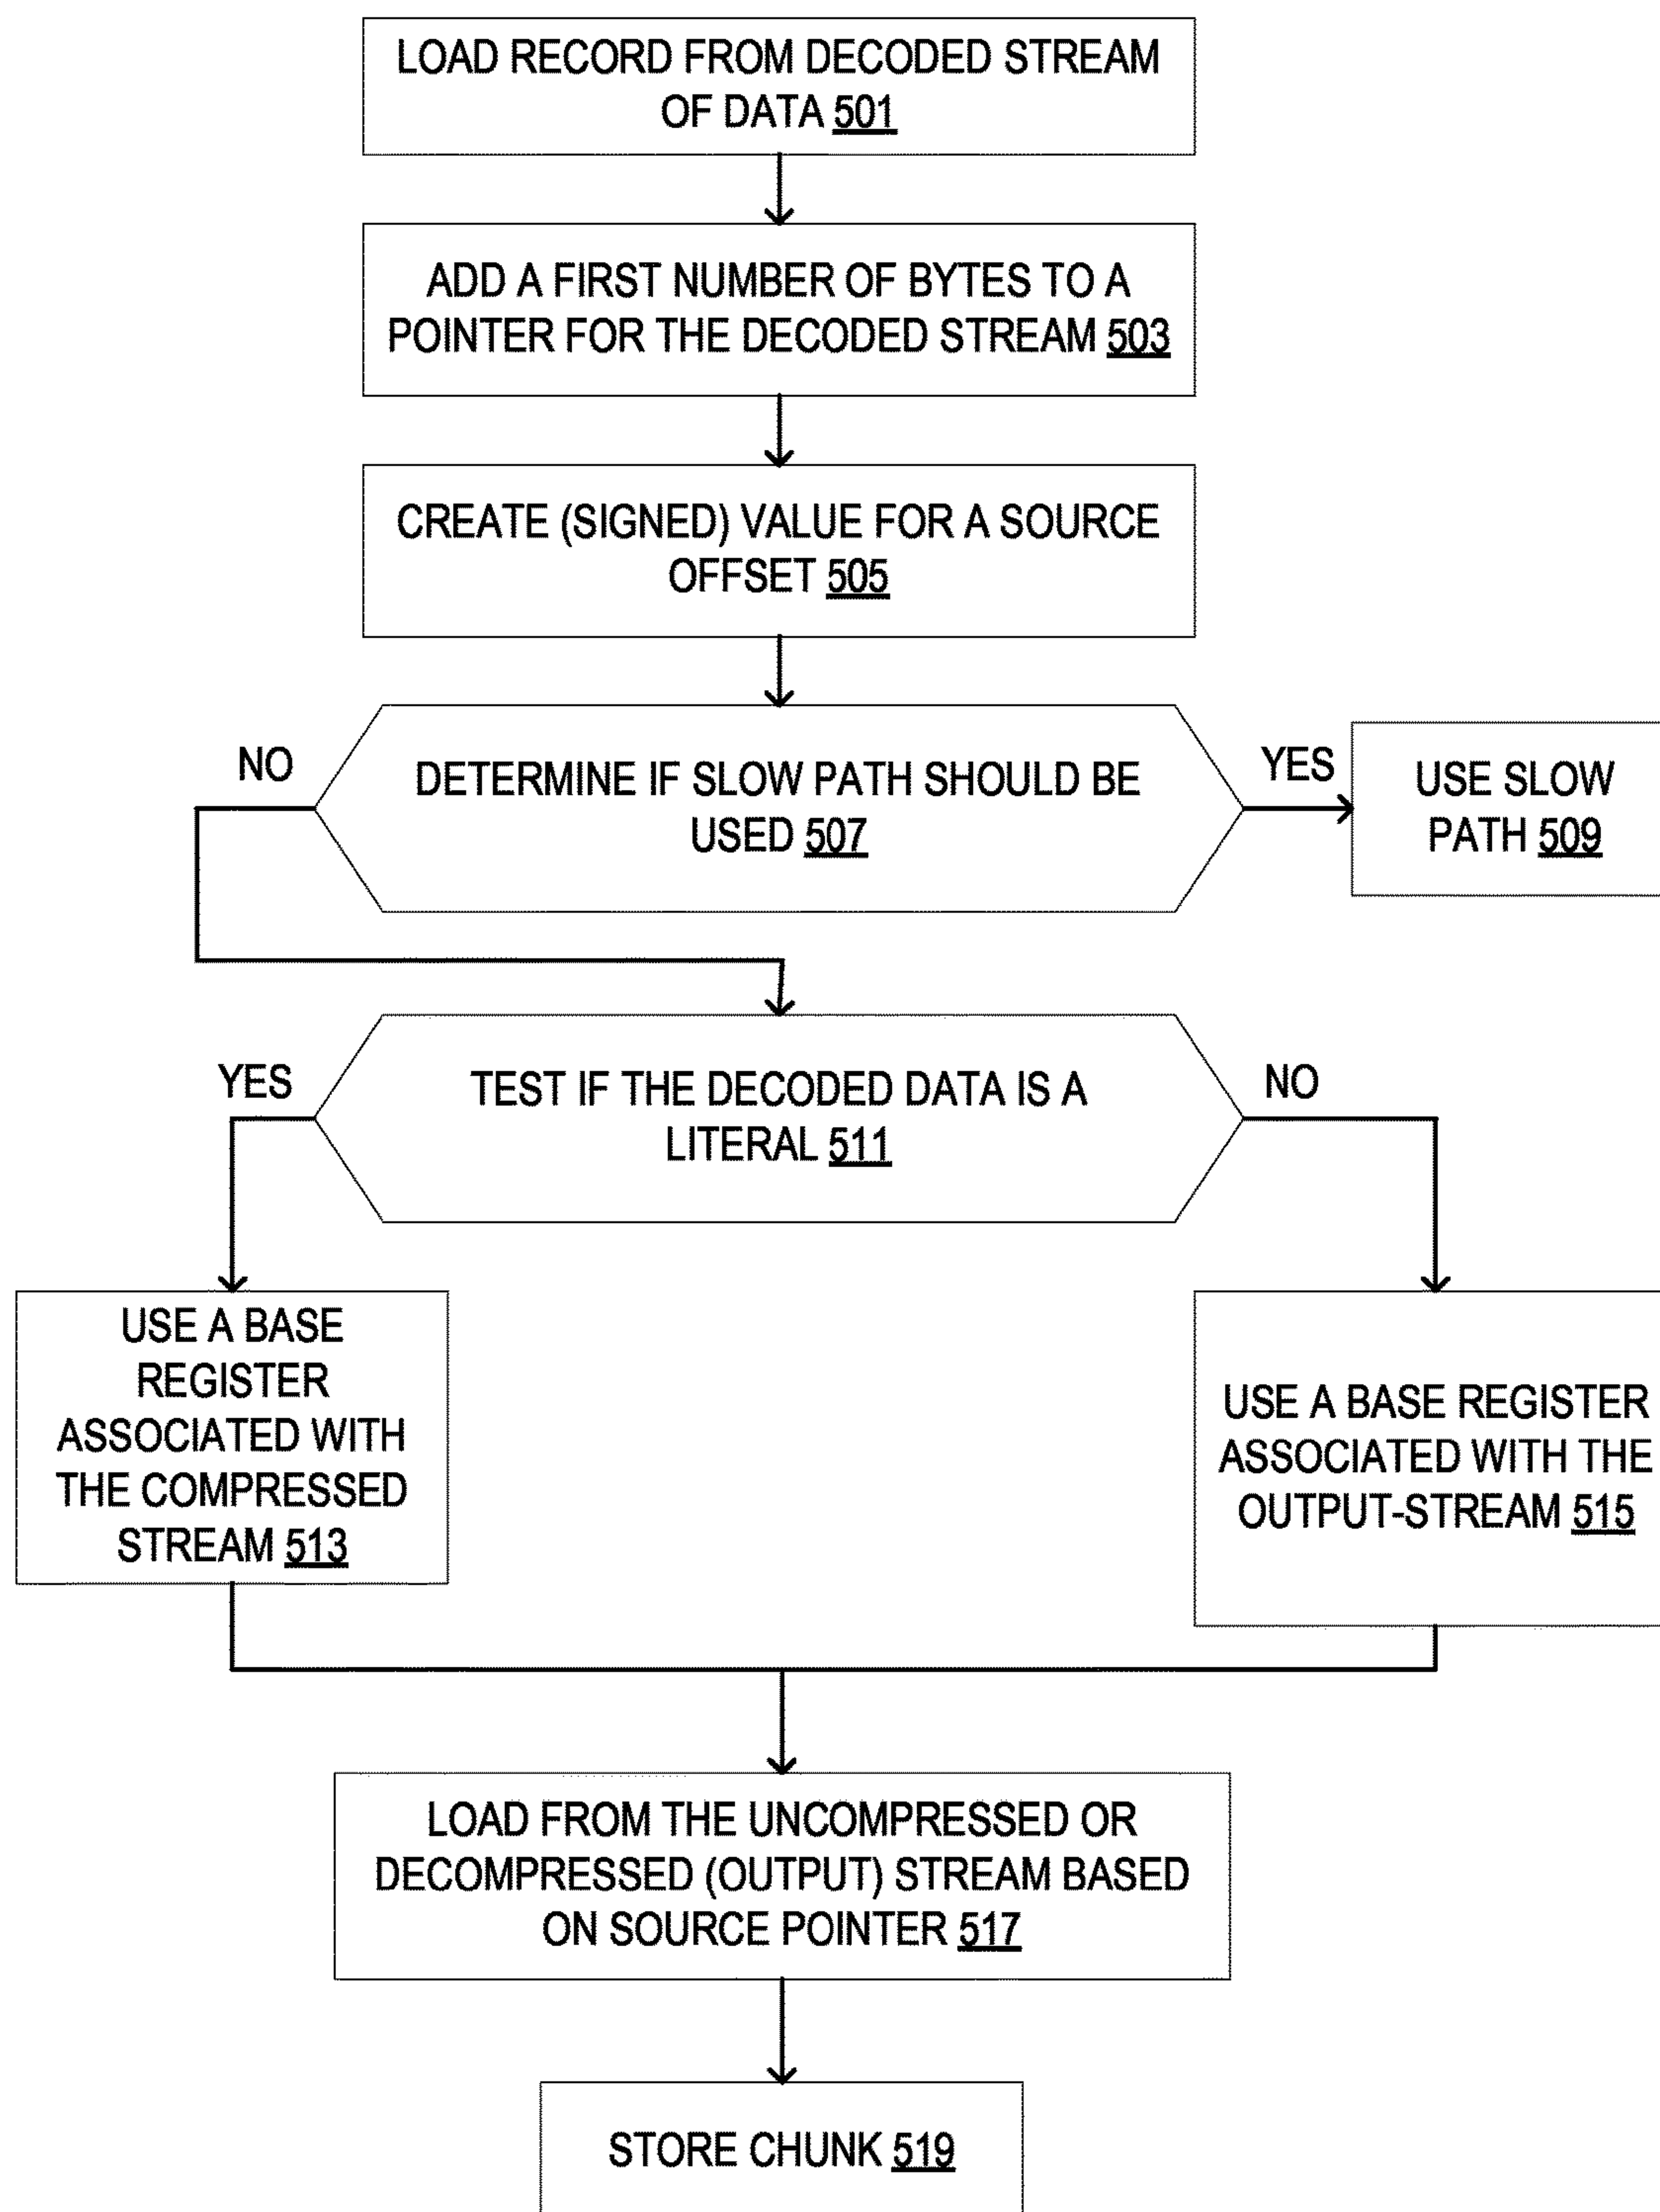 LOAD RECORD FROM DECODED STREAM
OF DATA 501
ADD A FIRST NUMBER OF BYTES TO A
POINTER FOR THE DECODED STREAM 503
CREATE (SIGNED) VALUE FOR A SOURCE
OFFSET 505
NO
DETERMINE IF SLOW PATH SHOULD BE
USED 507
YES
USE SLOW
PATH 509
YES
TEST IF THE DECODED DATA IS A
LITERAL 511
NO
USE A BASE
REGISTER
ASSOCIATED WITH
THE COMPRESSED
STREAM 513
USE A BASE REGISTER
ASSOCIATED WITH THE
OUTPUT-STREAM 515
LOAD FROM THE UNCOMPRESSED OR
DECOMPRESSED (OUTPUT) STREAM BASED
ON SOURCE POINTER 517
STORE CHUNK 519